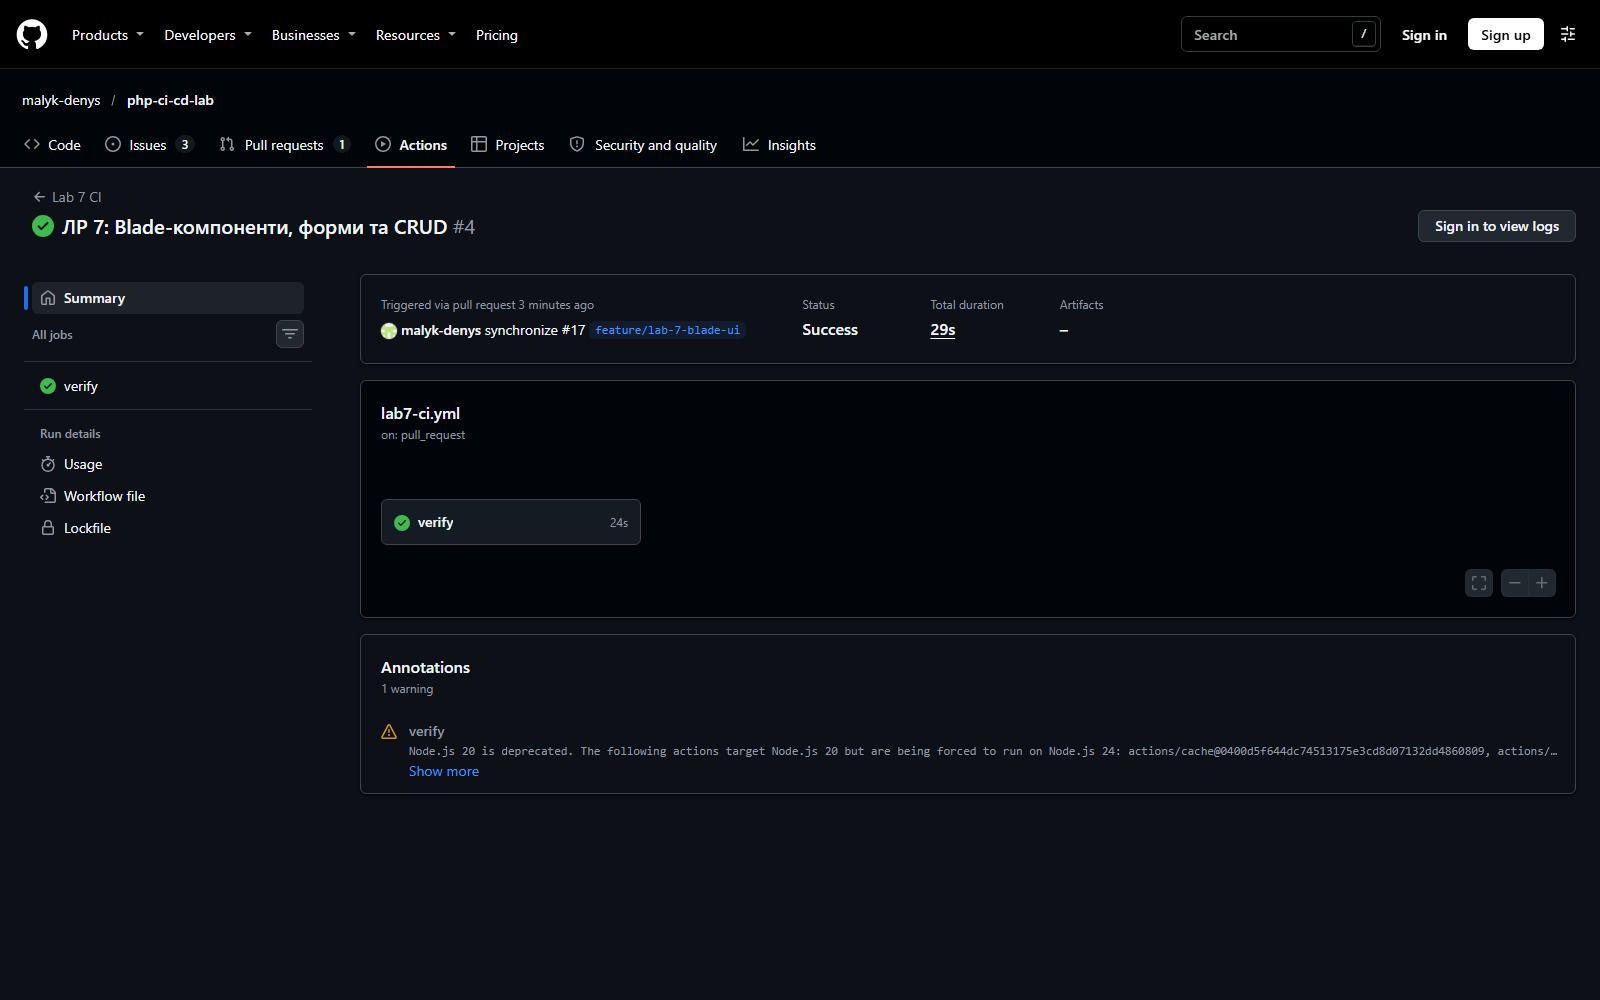 Products Developers Businesses Resources Pricing Search / Sign in Sign up
malyk-denys / php-ci-cd-lab
Code Issues 3 Pull requests 1 Actions Projects Security and quality Insights
Lab 7 CI
ЛР 7: Blade-компоненти, форми та CRUD #4
Sign in to view logs
Summary
All jobs
verify
Run details
Usage
Workflow file
Lockfile
Triggered via pull request 3 minutes ago
malyk-denys synchronize #17 feature/lab-7-blade-ui
Status
Success
Total duration
29s
Artifacts
–
lab7-ci.yml
on: pull_request
verify 24s
Annotations
1 warning
verify
Node.js 20 is deprecated. The following actions target Node.js 20 but are being forced to run on Node.js 24: actions/cache@0400d5f644dc74513175e3cd8d07132dd4860809, actions/…
Show more